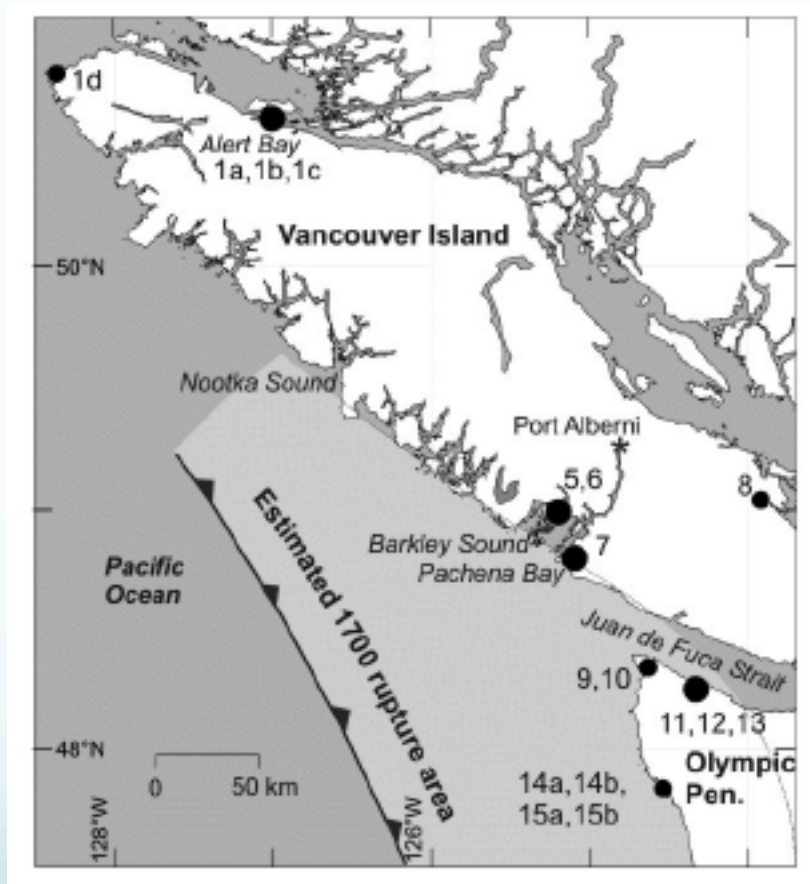 1d
Alert Bay
1a,1b,1c
Vancouver Island
50°N
Nootka Sound
Port Alberni
*
5,6
8
Barkley Sound
7
Pachena Bay
Pacific
Ocean
Estimated 1700 rupture area
Juan de Fuca Strait
9,10
11,12,13
48°N
Olympic
Pen.
0 50 km
14a,14b,
15a,15b
128°W
126°W